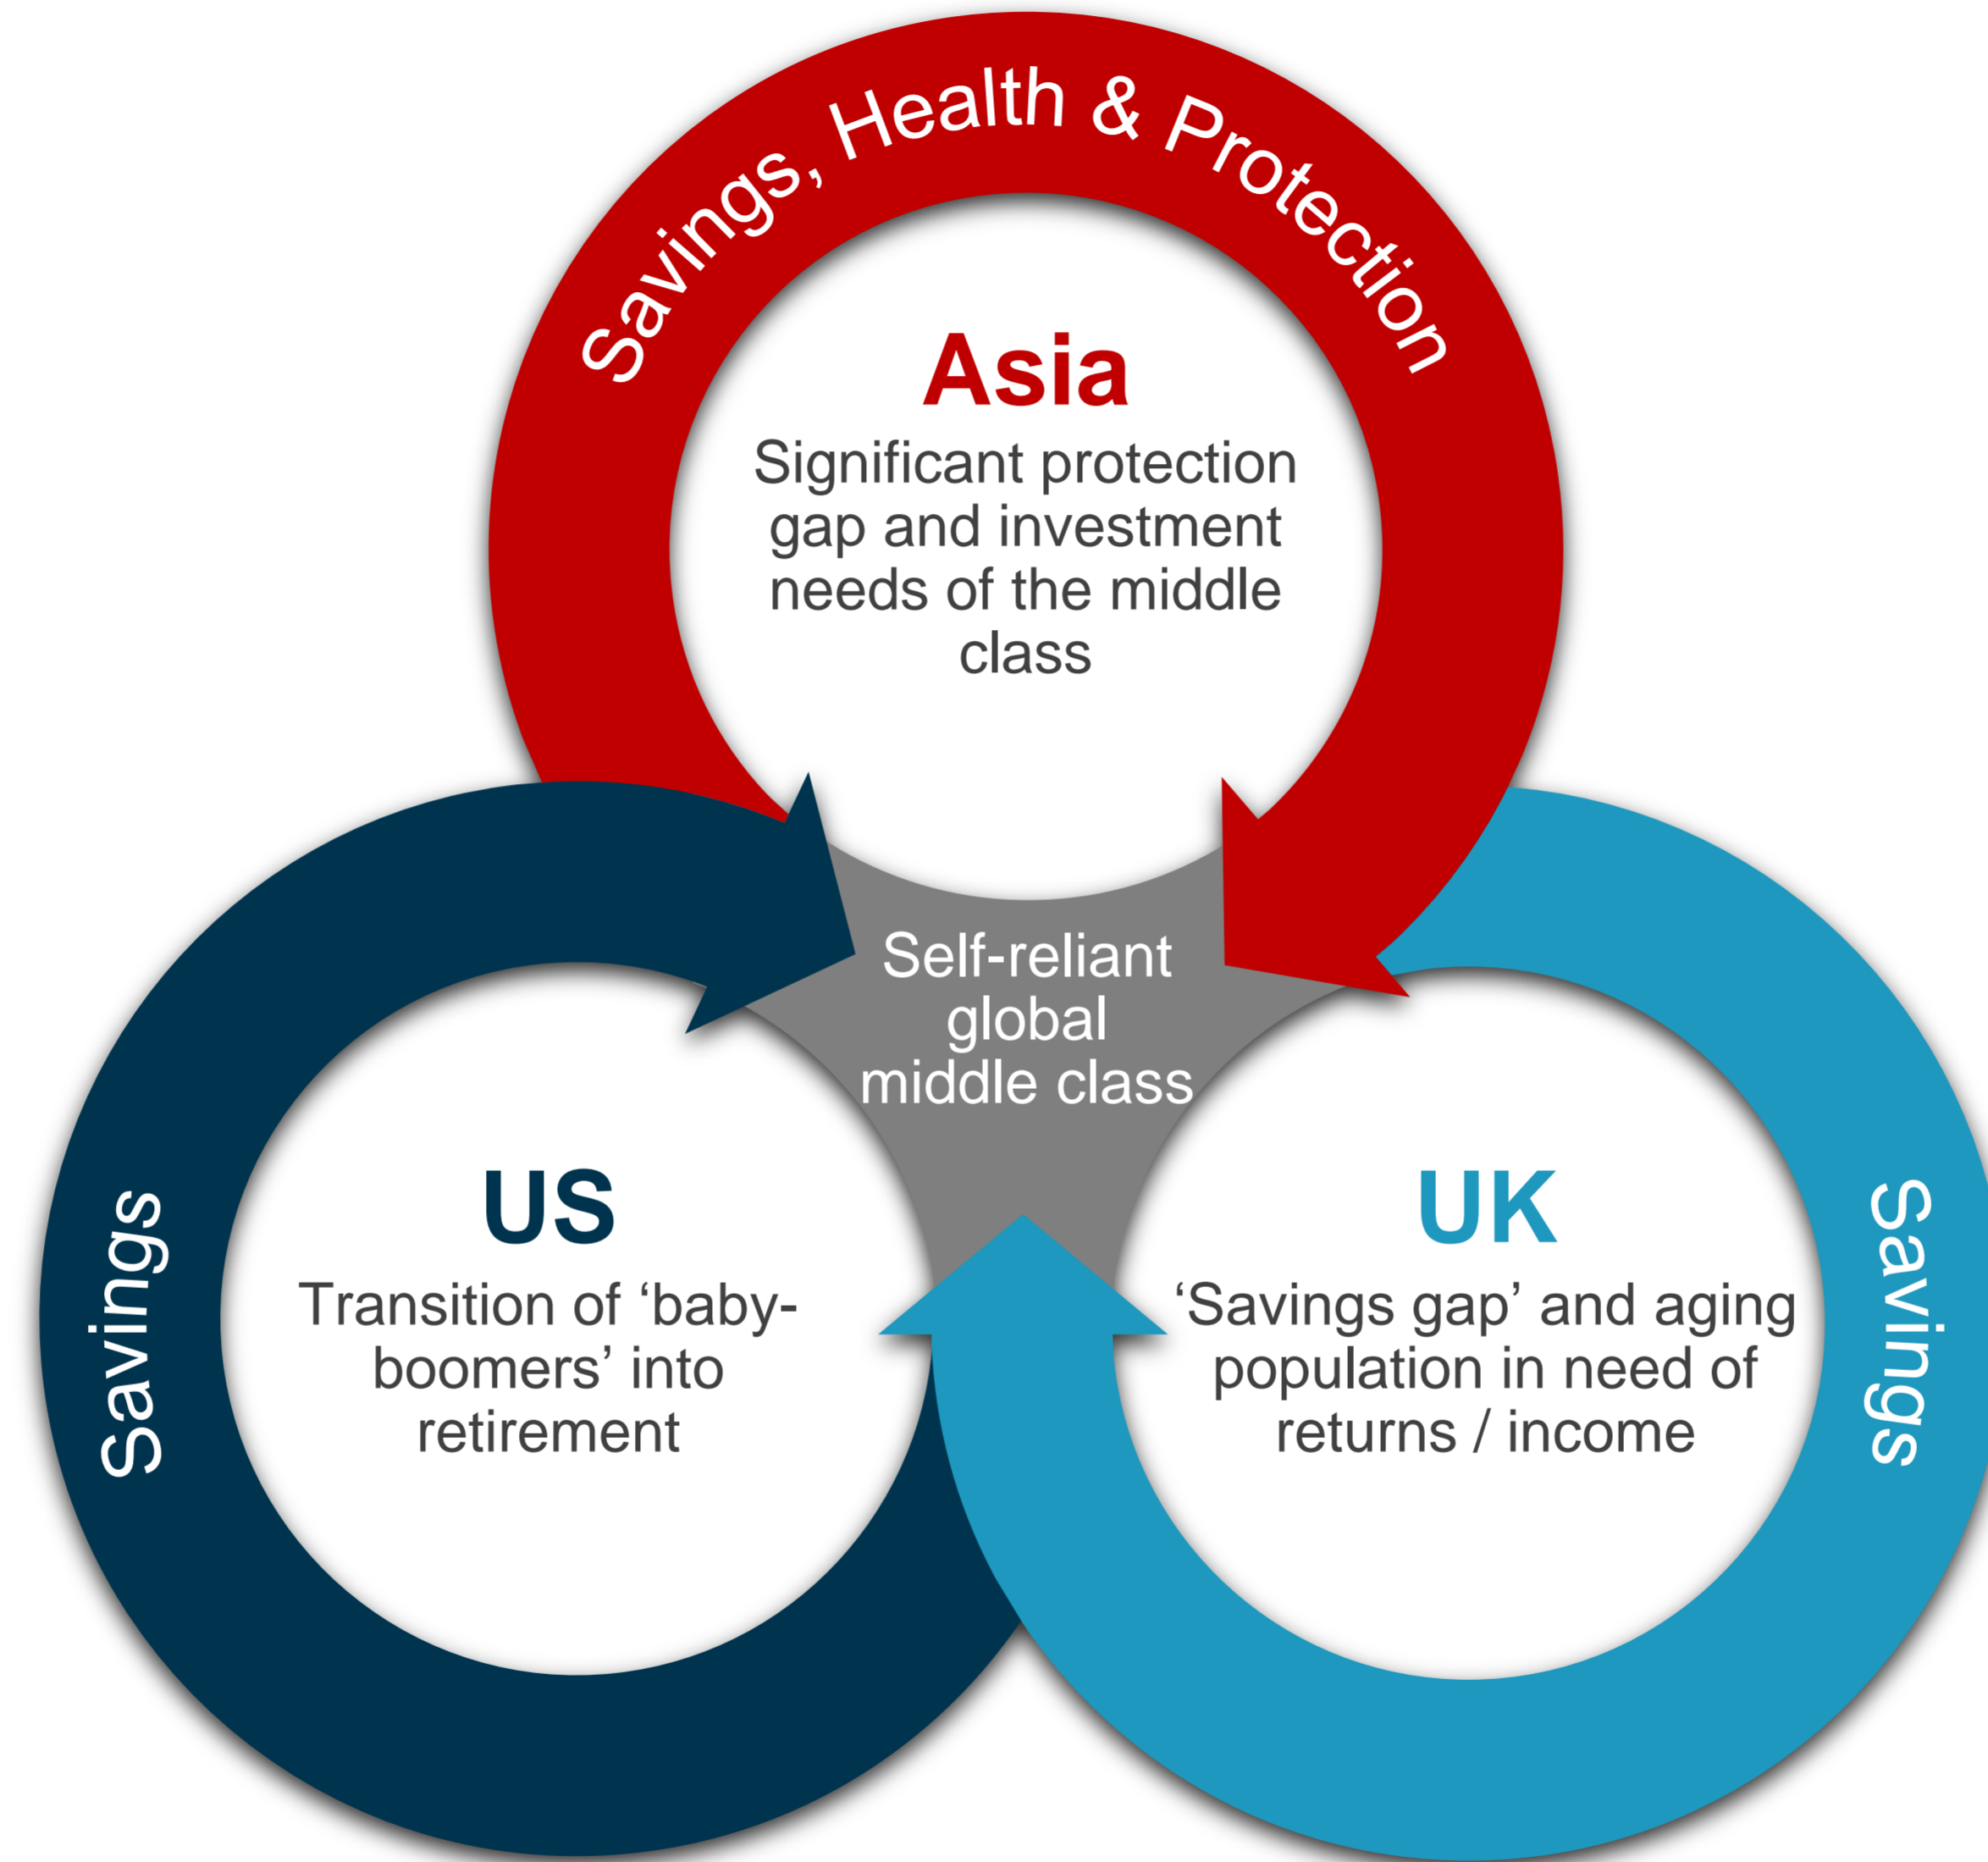 Savings, Health & Protection
Asia
Significant protection
gap and investment
needs of the middle
class
Self-reliant
global
middle class
Savings
US
Transition of ‘baby-
boomers’ into
retirement
UK
‘Savings gap’ and aging
population in need of
returns / income
Savings